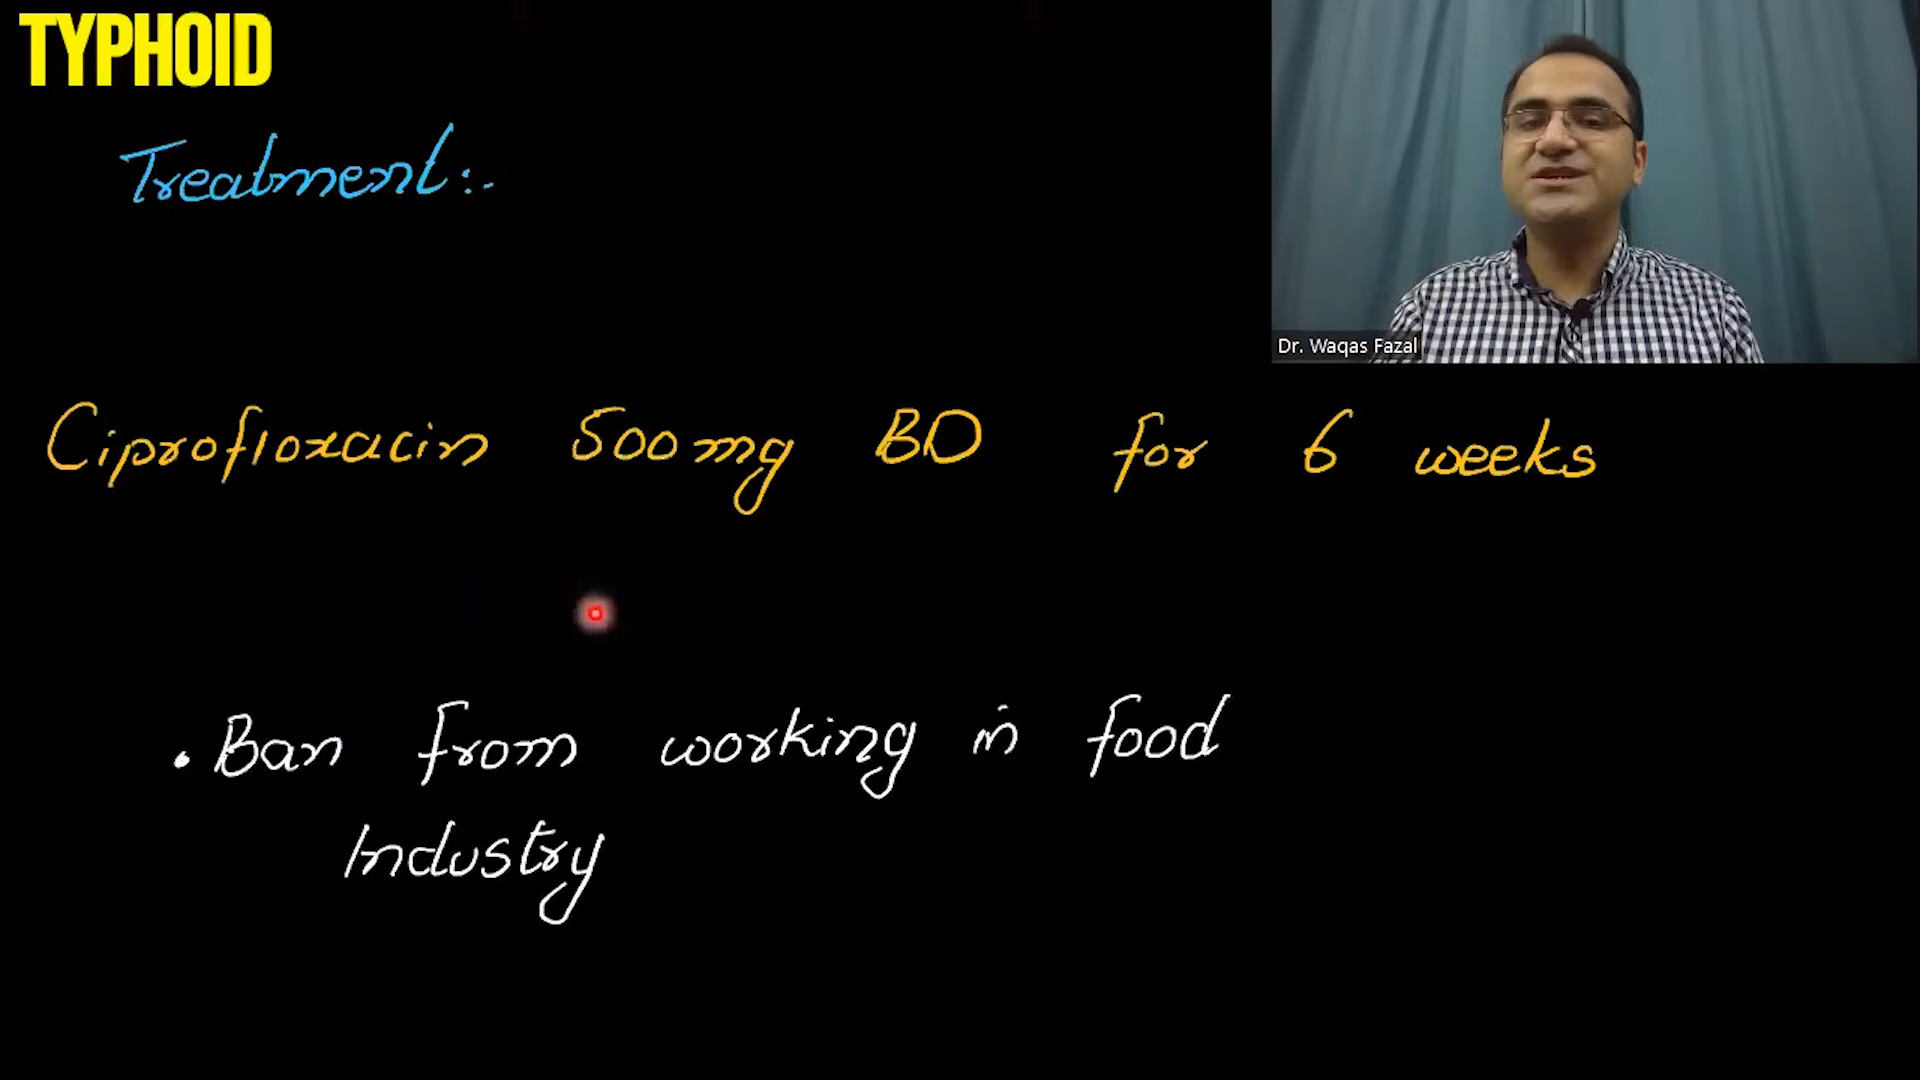 TYPHOID
Treatment:-
Dr. Waqas Fazal
Ciprofloxacin 500mg BD for 6 weeks
. Ban from working in food
Industry